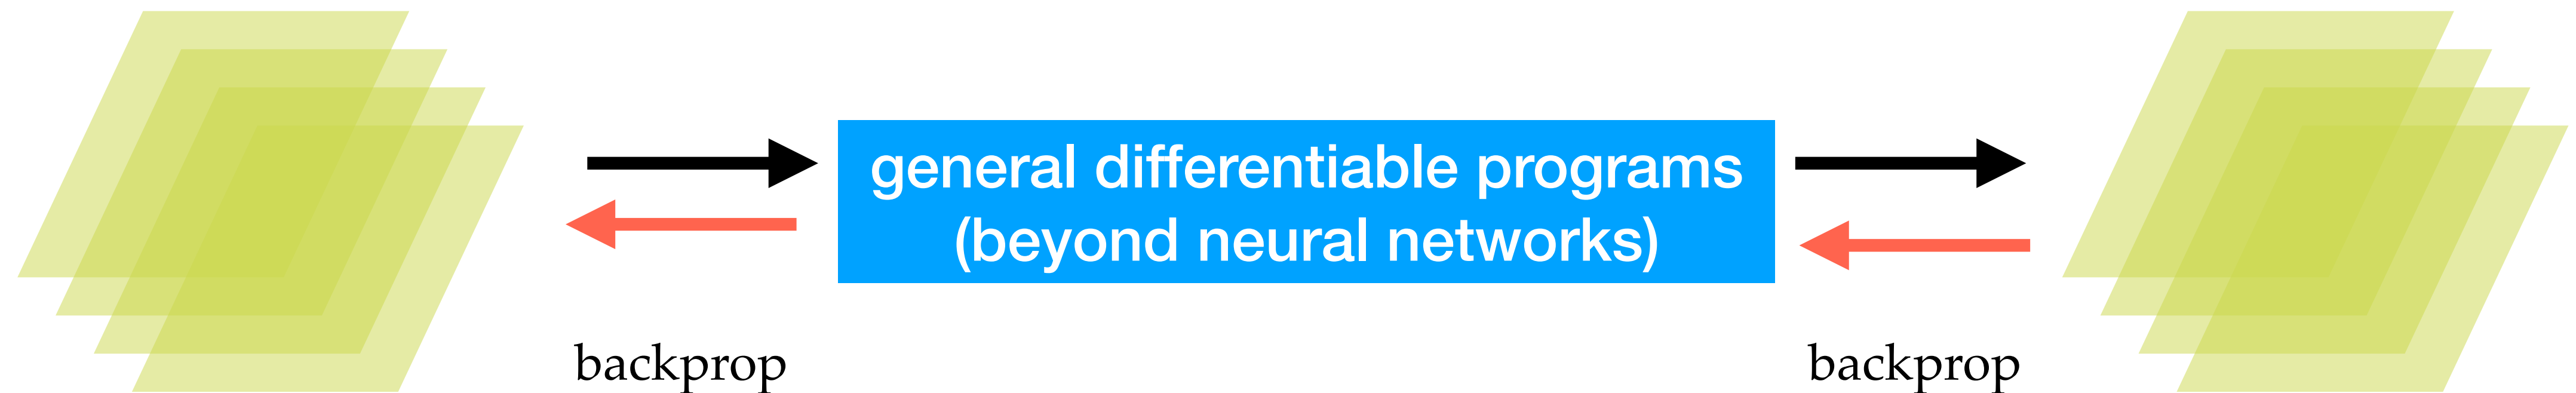 general differentiable programs
(beyond neural networks)
backprop
backprop